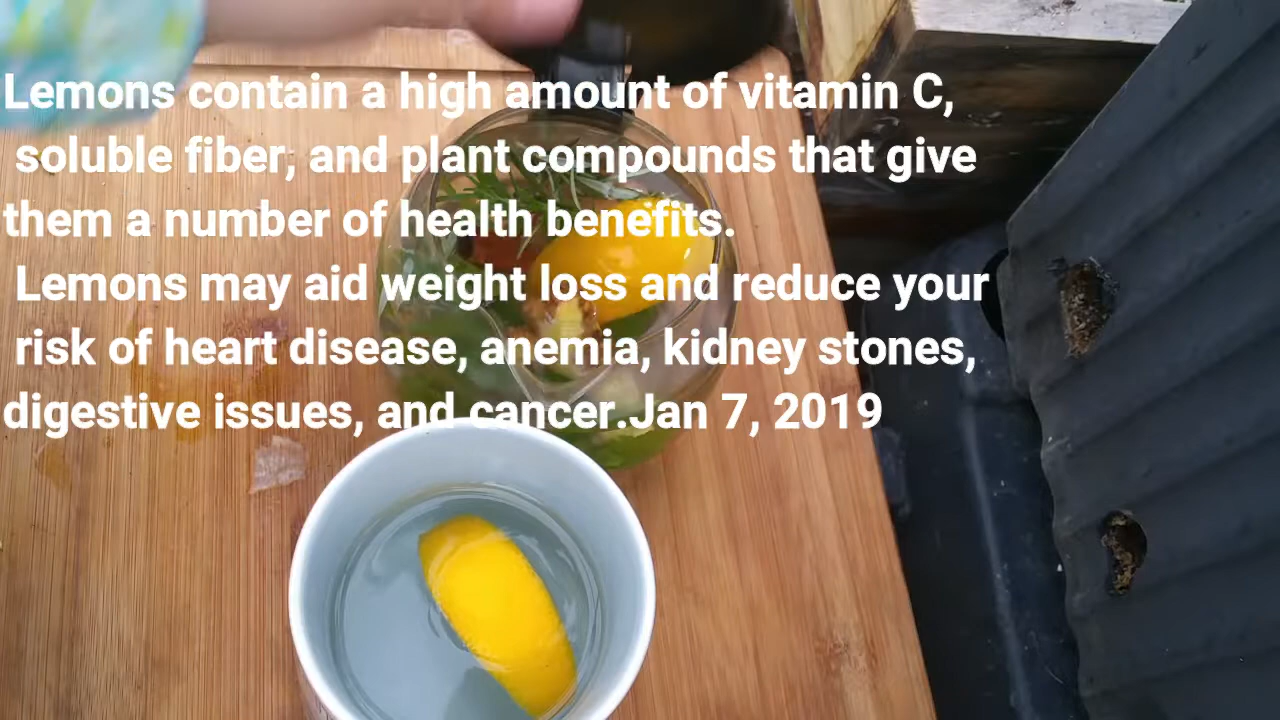 Lemons contain a high amount of vitamin C,
soluble fiber, and plant compounds that give
them a number of health benefits.
Lemons may aid weight loss and reduce your
risk of heart disease, anemia, kidney stones,
digestive issues, and cancer.Jan 7, 2019